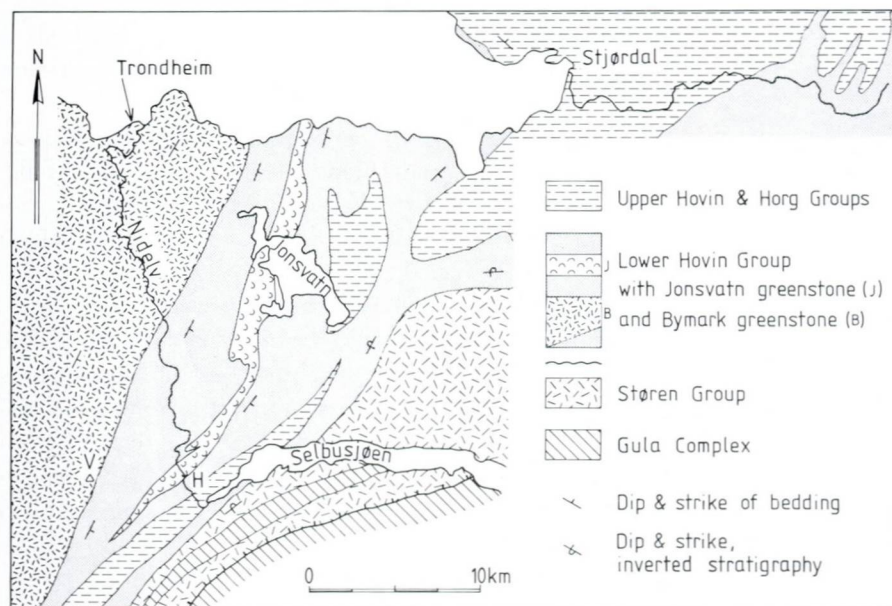 N
Trondheim
Stjørdal
Nidelv
Jonsvatn
V
H
Selbusjøen
0 10km
Upper Hovin & Horg Groups
J
Lower Hovin Group
with Jonsvatn greenstone (J)
B
and Bymark greenstone (B)
Støren Group
Gula Complex
Dip & strike of bedding
Dip & strike,
inverted stratigraphy